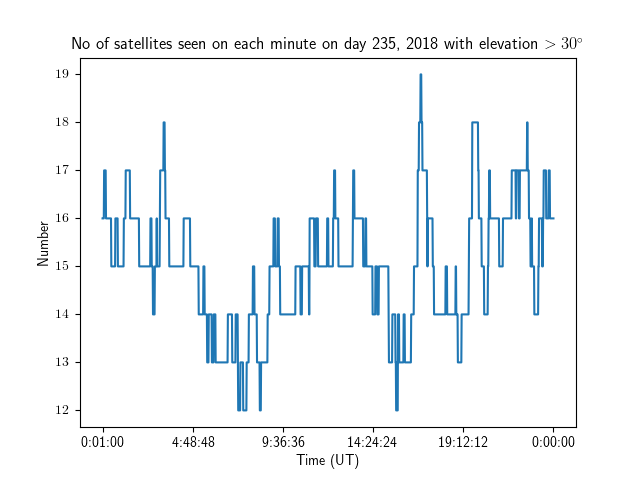 No of satellites seen on each minute on day 235, 2018 with elevation > 30°
19
18
17
16
15
14
13
12
Number
0:01:00 4:48:48 9:36:36 14:24:24 19:12:12 0:00:00
Time (UT)